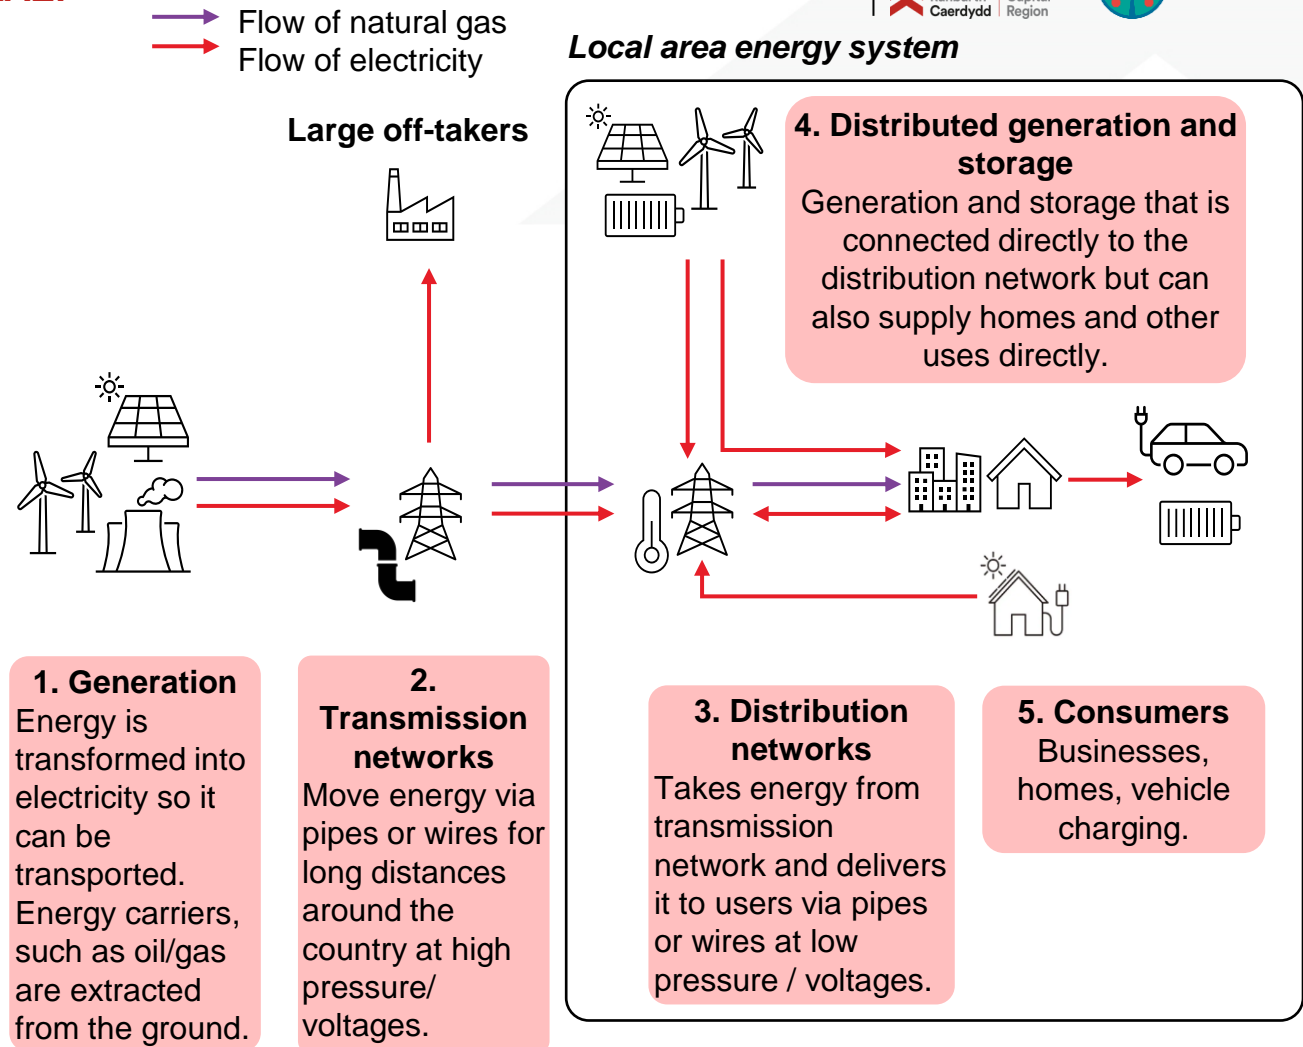 Flow of natural gas
Flow of electricity
Caerdydd
Region
Local area energy system
Large off-takers
4. Distributed generation and
storage
Generation and storage that is
connected directly to the
distribution network but can
also supply homes and other
uses directly.
1. Generation
Energy is
transformed into
electricity so it
can be
transported.
Energy carriers,
such as oil/gas
are extracted
from the ground.
2.
Transmission
networks
Move energy via
pipes or wires for
long distances
around the
country at high
pressure/
voltages.
3. Distribution
networks
Takes energy from
transmission
network and delivers
it to users via pipes
or wires at low
pressure / voltages.
5. Consumers
Businesses,
homes, vehicle
charging.